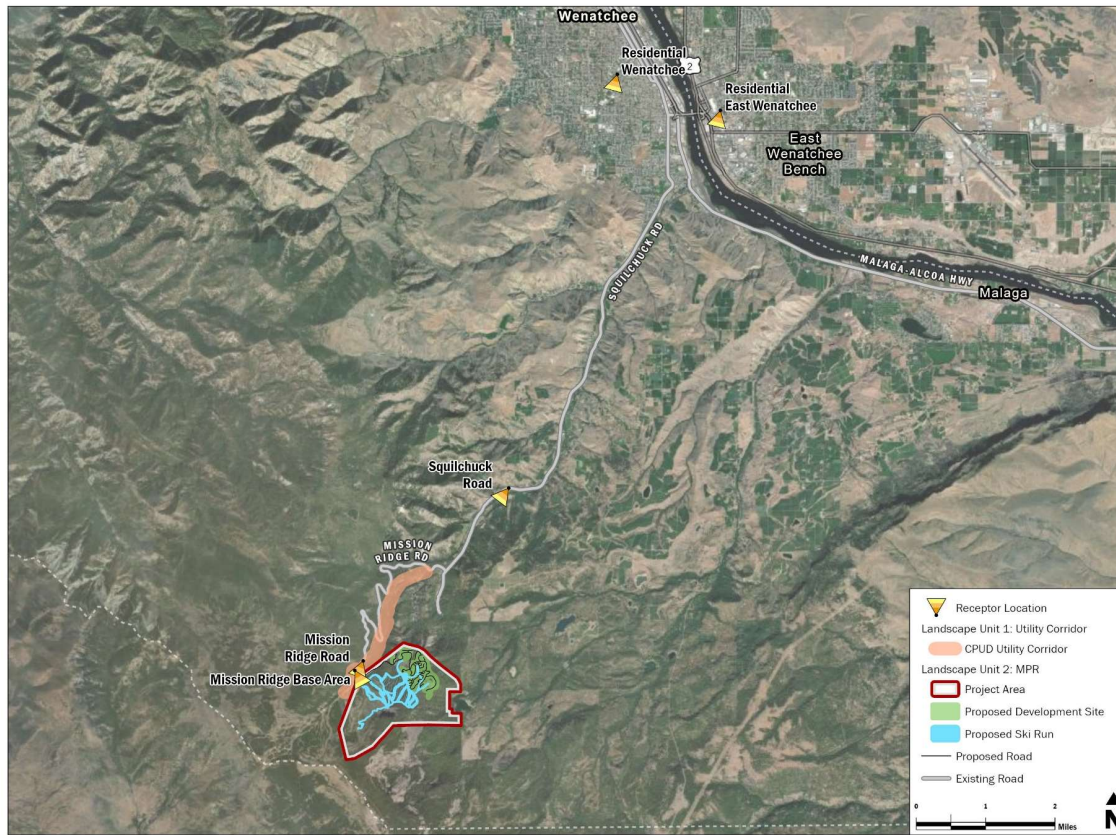 Wenatchee
Residential
Wenatchee
2
Residential
East Wenatchee
East
Wenatchee
Bench
SQUILCHUCK RD
MALAGA-ALCOA HWY
Malaga
Squilchuck
Road
MISSION
RIDGE RD
Mission
Ridge Road
Mission Ridge Base Area
Receptor Location
Landscape Unit 1: Utility Corridor
CPUD Utility Corridor
Landscape Unit 2: MPR
Project Area
Proposed Development Site
Proposed Ski Run
Proposed Road
Existing Road
0 1 2
Miles
N